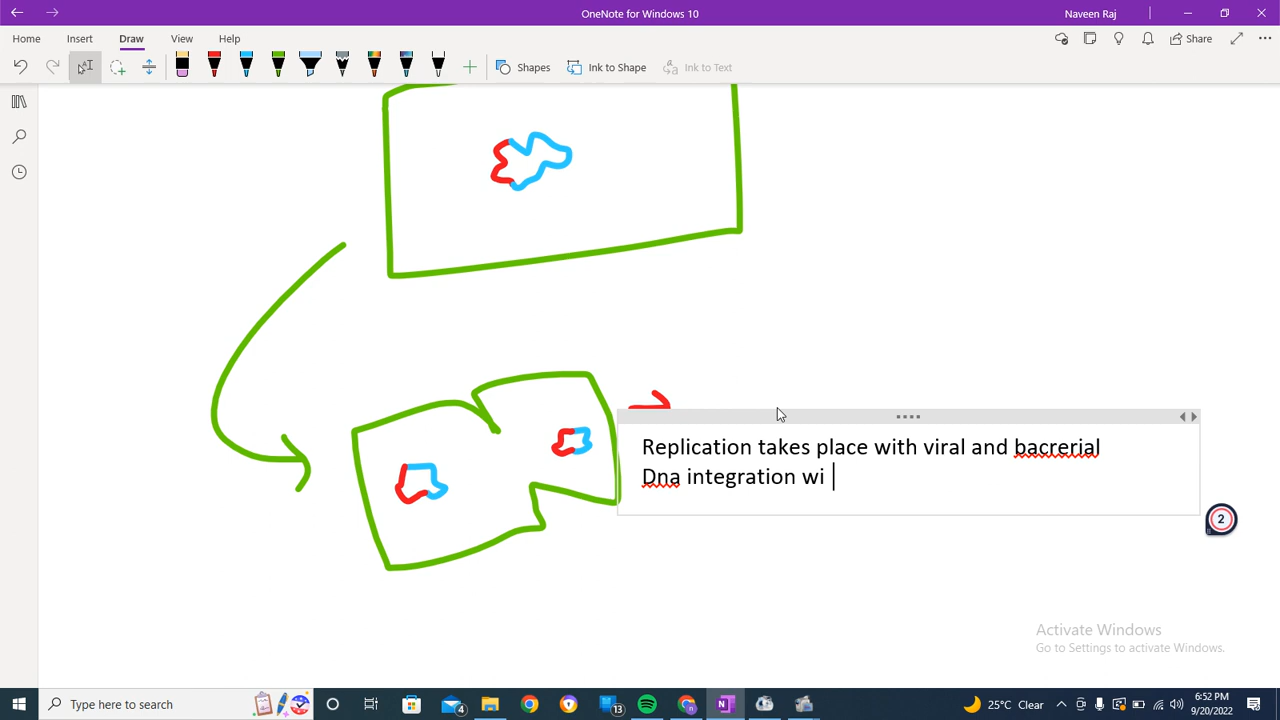 OneNote for Windows 10
Naveen Raj
Home Insert Draw View Help
Share
Shapes Ink to Shape Ink to Text
Replication takes place with viral and bacrerial
Dna integration wi
2
Activate Windows
Go to Settings to activate Windows.
Type here to search
4
13
25°C Clear
6:52 PM
9/20/2022